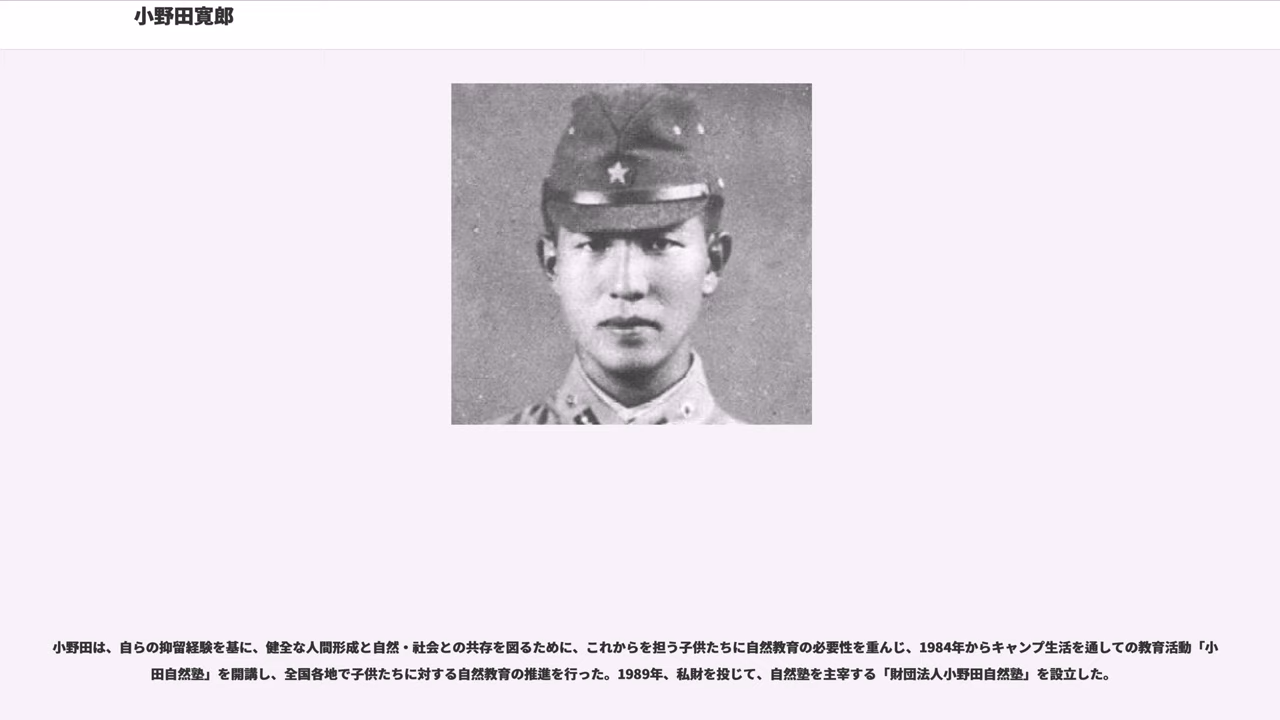 小野田寛郎
小野田は、自らの抑留経験を基に、健全な人間形成と自然・社会との共存を図るために、これからを担う子供たちに自然教育の必要性を重んじ、1984年からキャンプ生活を通しての教育活動「小
田自然塾」を開講し、全国各地で子供たちに対する自然教育の推進を行った。1989年、私財を投じて、自然塾を主宰する「財団法人小野田自然塾」を設立した。